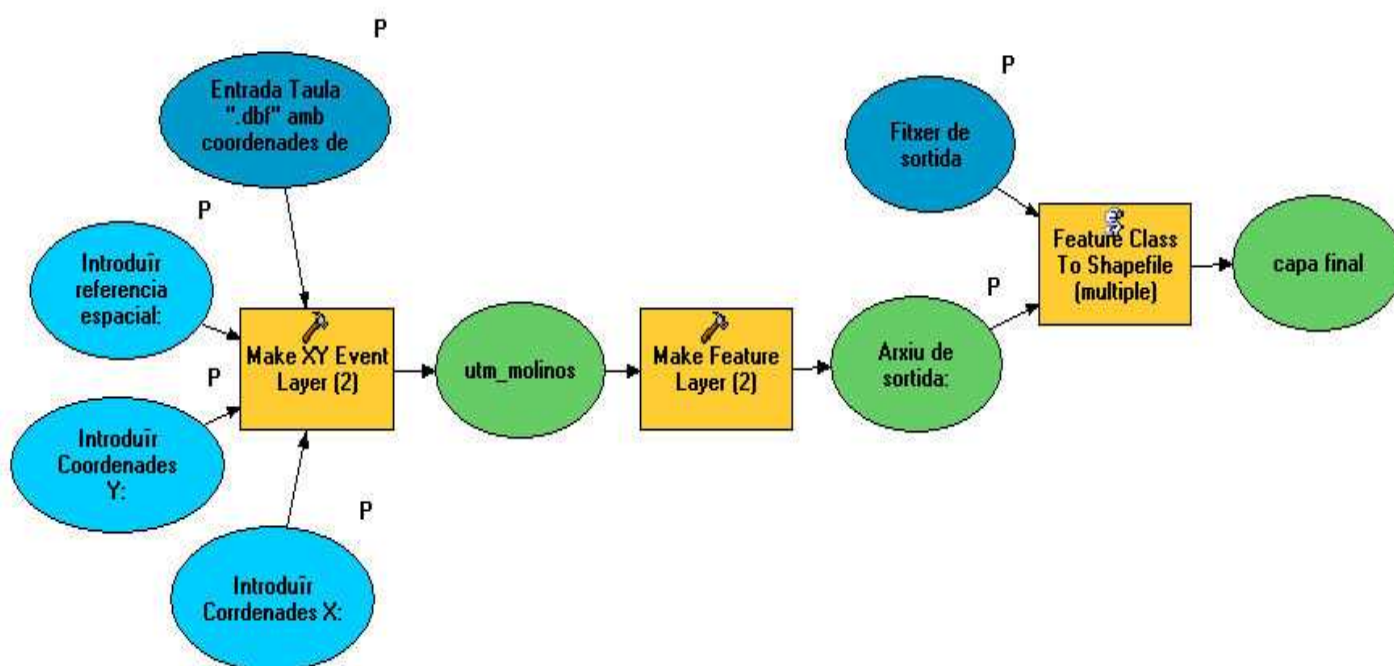 P
Entrada Taula
".dbf" amb
coordenades de
P
Introduïr
referencia
espacial:
P
Introduïr
Coordenades
Y:
P
Introduïr
Corrdenades X:
Make XY Event
Layer (2)
utm_molinos
Make Feature
Layer (2)
P
Arxiu de
sortida:
P
Fitxer de
sortida
Feature Class
To Shapefile
(multiple)
capa final